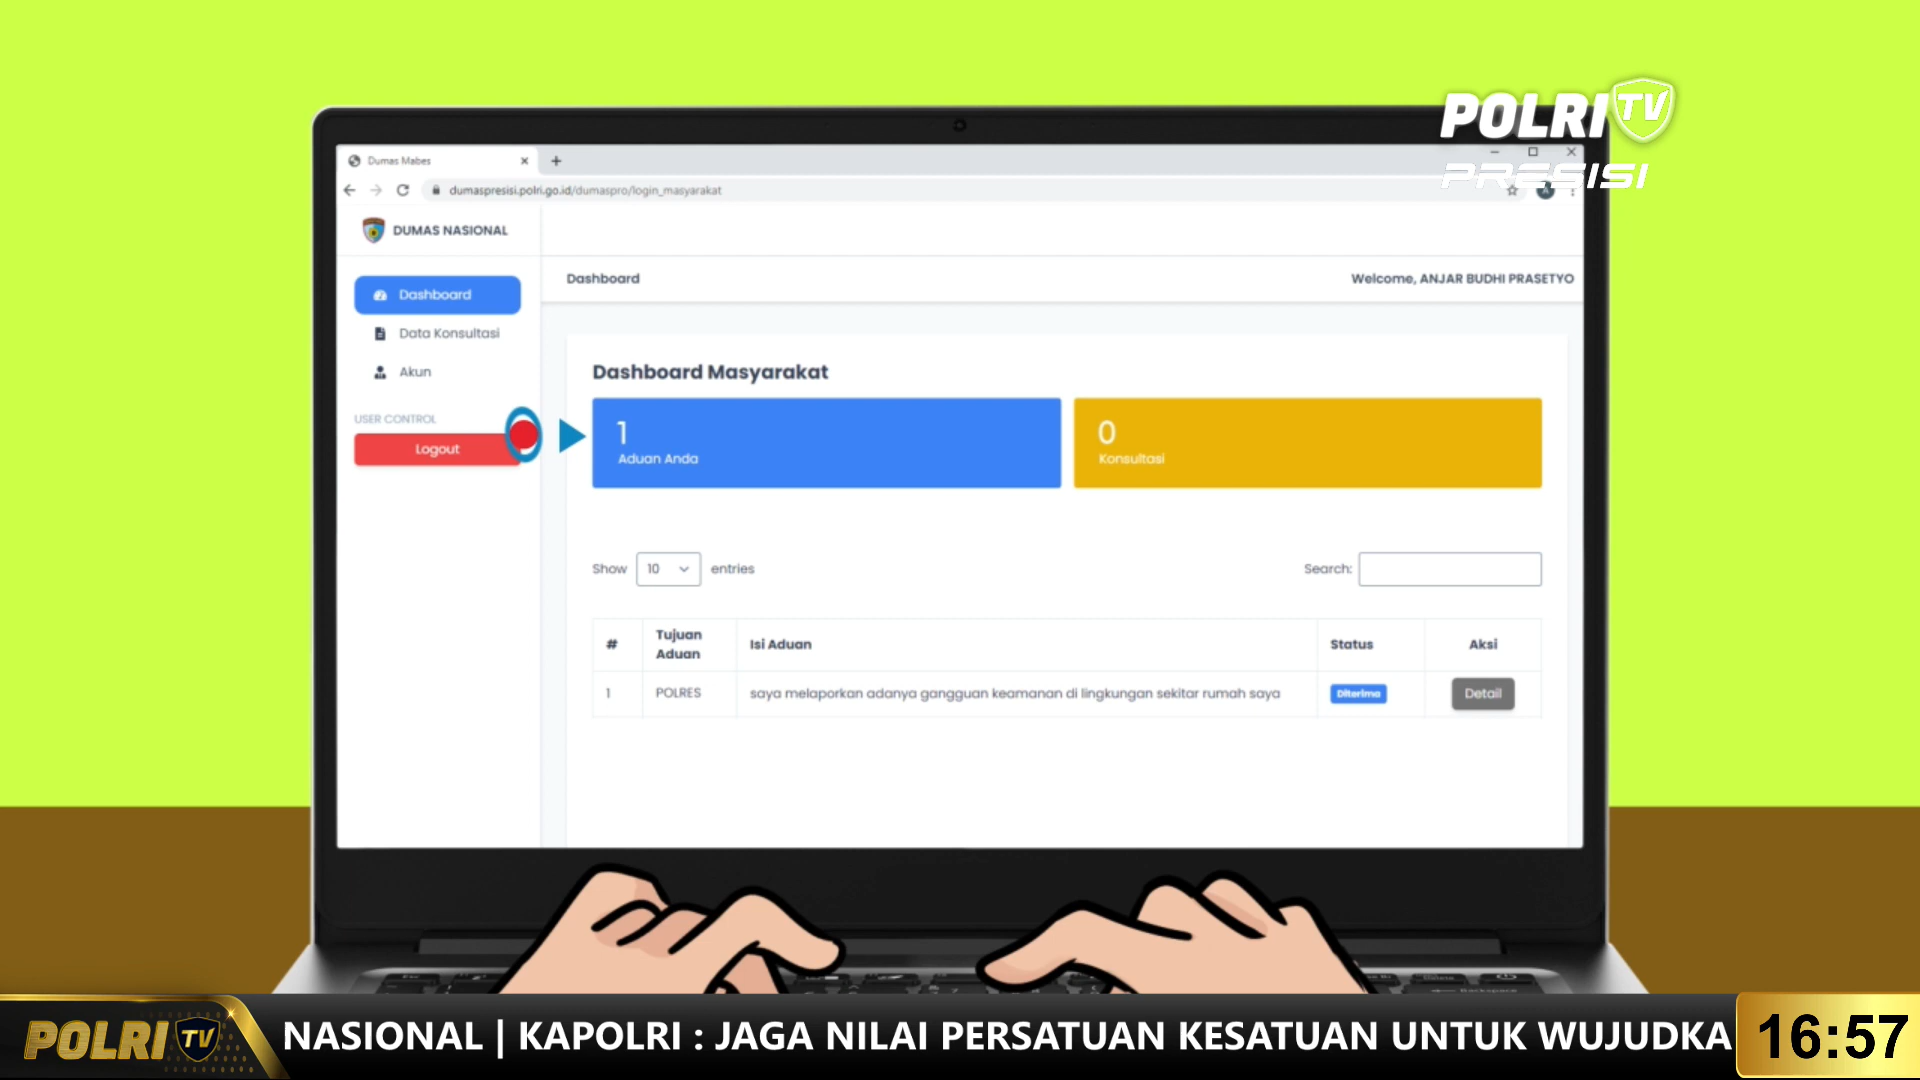 POLRI TV
PRESISI
Dumas Mabes
dumaspresisi.polri.go.id/dumaspro/login_masyarakat
DUMAS NASIONAL
Dashboard
Welcome, ANJAR BUDHI PRASETYO
Dashboard
Data Konsultasi
Akun
USER CONTROL
Logout
Dashboard Masyarakat
1
Aduan Anda
0
Konsultasi
Show 10 entries
Search:
# Tujuan Aduan Isi Aduan Status Aksi
1 POLRES saya melaporkan adanya gangguan keamanan di lingkungan sekitar rumah saya Diterima Detail
POLRI TV
NASIONAL | KAPOLRI : JAGA NILAI PERSATUAN KESATUAN UNTUK WUJUDKA
16:57